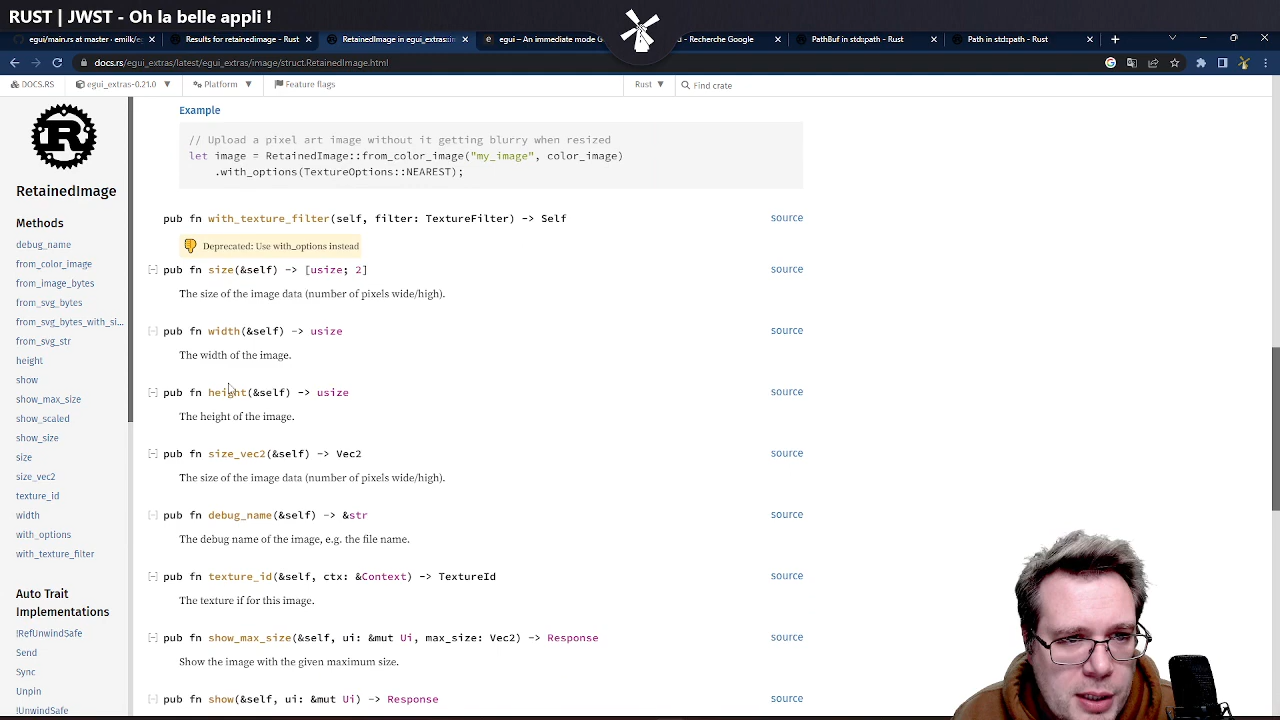 RUST | JWST - Oh la belle appli !
egui/main.rs at master · emilk/e
Results for retainedimage - Rust
RetainedImage in egui_extras::im
egui – An immediate mode G
- Recherche Google
PathBuf in std::path - Rust
Path in std::path - Rust
docs.rs/egui_extras/latest/egui_extras/image/struct.RetainedImage.html
DOCS.RS
egui_extras-0.21.0
Platform
Feature flags
Rust
Find crate
RetainedImage
Methods
debug_name
from_color_image
from_image_bytes
from_svg_bytes
from_svg_bytes_with_si...
from_svg_str
height
show
show_max_size
show_scaled
show_size
size
size_vec2
texture_id
width
with_options
with_texture_filter
Auto Trait
Implementations
!RefUnwindSafe
Send
Sync
Unpin
!UnwindSafe
Example
// Upload a pixel art image without it getting blurry when resized
let image = RetainedImage::from_color_image("my_image", color_image)
.with_options(TextureOptions::NEAREST);
pub fn with_texture_filter(self, filter: TextureFilter) -> Self
source
Deprecated: Use with_options instead
[-] pub fn size(&self) -> [usize; 2]
source
The size of the image data (number of pixels wide/high).
[-] pub fn width(&self) -> usize
source
The width of the image.
[-] pub fn height(&self) -> usize
source
The height of the image.
[-] pub fn size_vec2(&self) -> Vec2
source
The size of the image data (number of pixels wide/high).
[-] pub fn debug_name(&self) -> &str
source
The debug name of the image, e.g. the file name.
[-] pub fn texture_id(&self, ctx: &Context) -> TextureId
source
The texture if for this image.
[-] pub fn show_max_size(&self, ui: &mut Ui, max_size: Vec2) -> Response
source
Show the image with the given maximum size.
[-] pub fn show(&self, ui: &mut Ui) -> Response
source